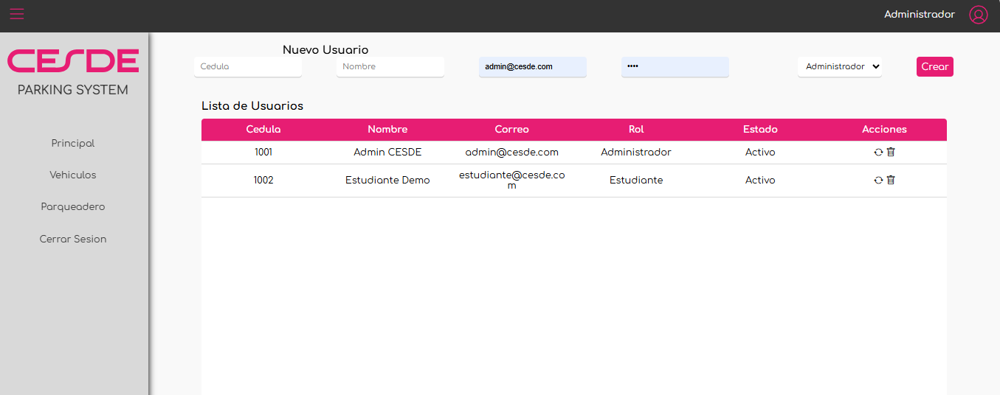 Administrador
CESDE
PARKING SYSTEM
Principal
Vehiculos
Parqueadero
Cerrar Sesion
Nuevo Usuario
Cedula Nombre admin@cesde.com •••• Administrador Crear
Lista de Usuarios
Cedula Nombre Correo Rol Estado Acciones
1001 Admin CESDE admin@cesde.com Administrador Activo
1002 Estudiante Demo estudiante@cesde.co Estudiante Activo
m